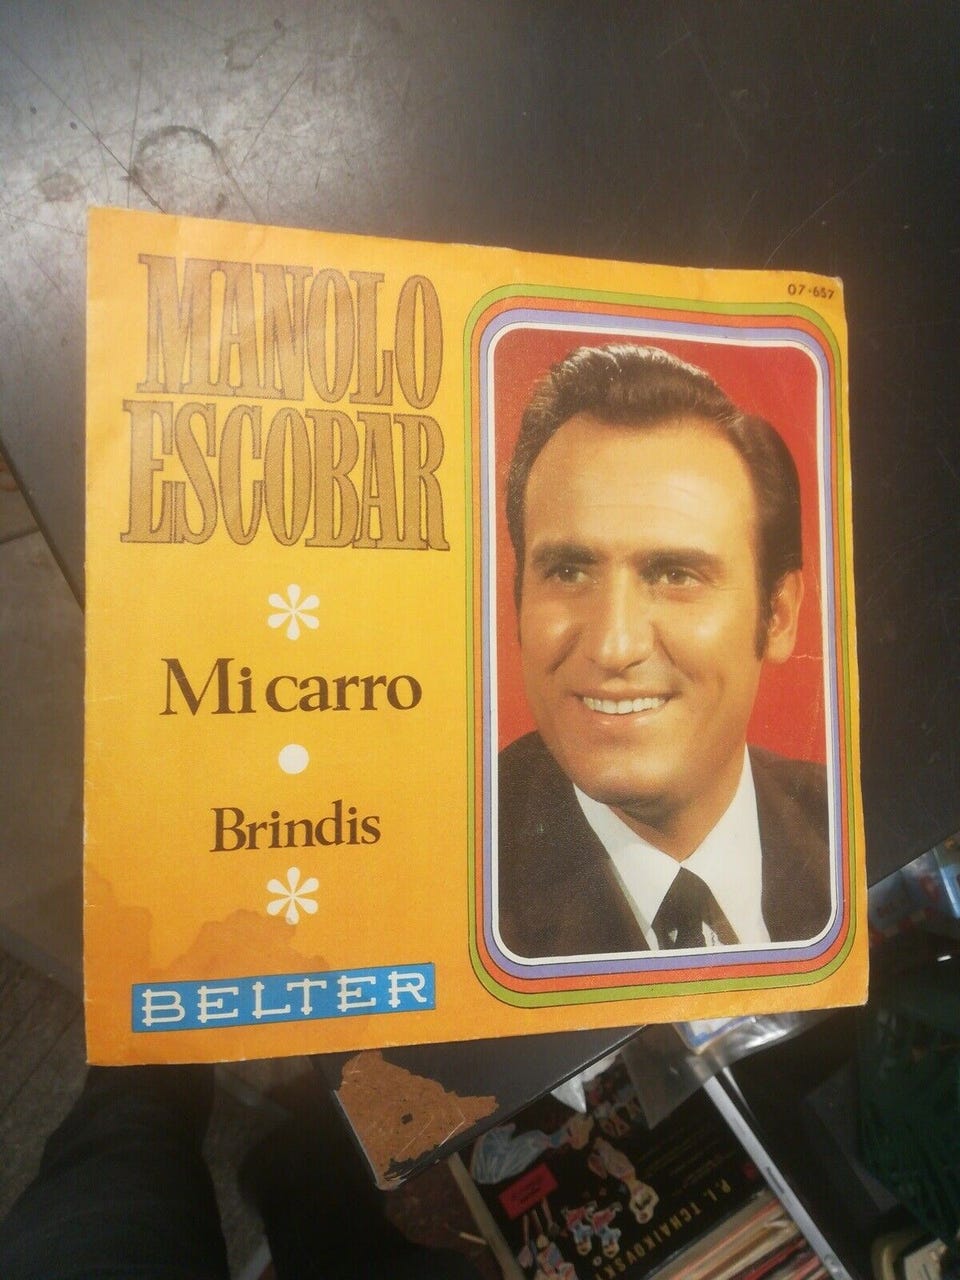 MANOLO
ESCOBAR
Mi carro
Brindis
BELTER
07-657
P. I. TCHAIKOVSKY